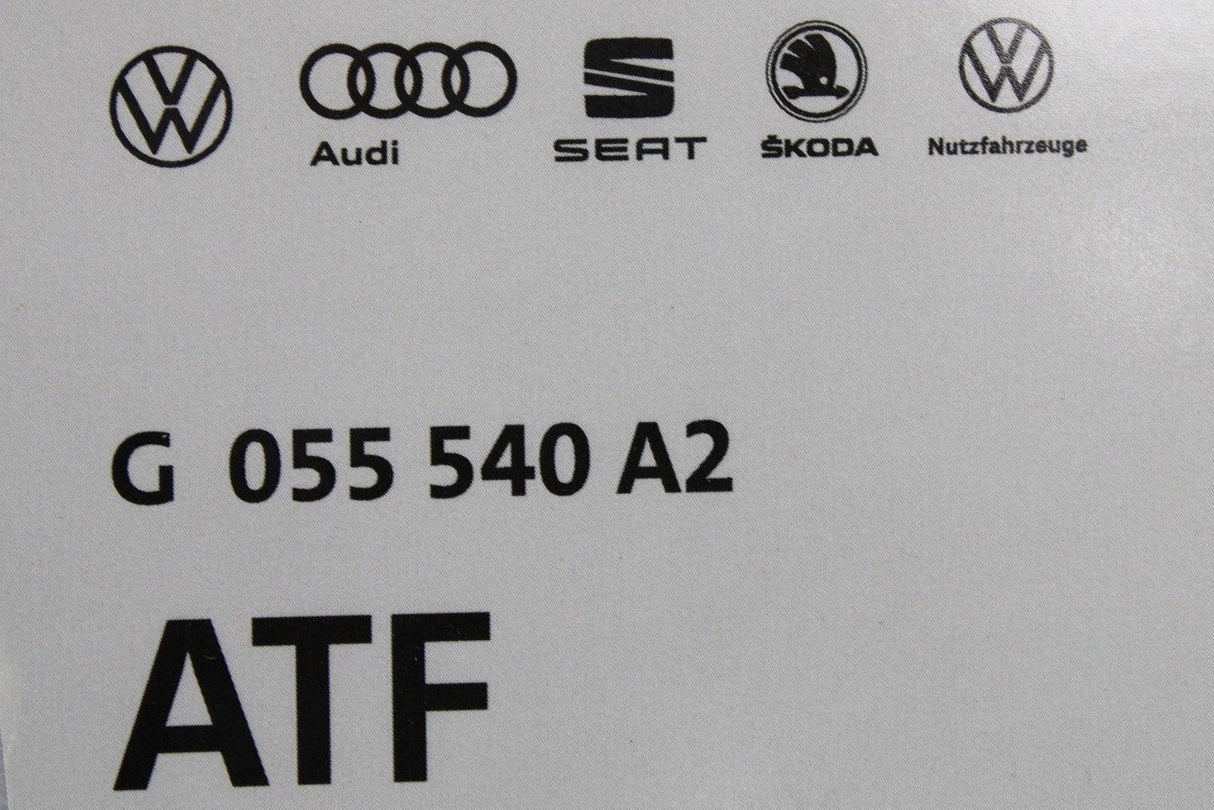 Audi SEAT ŠKODA Nutzfahrzeuge
G 055 540 A2
ATF